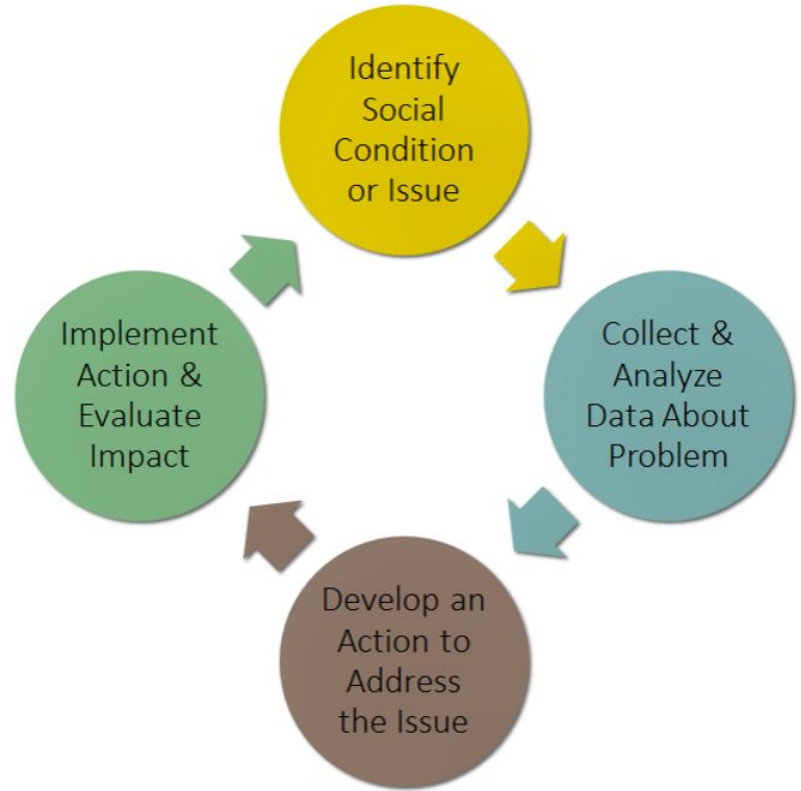 Identify
Social
Condition
or Issue
Collect &
Analyze
Data About
Problem
Develop an
Action to
Address
the Issue
Implement
Action &
Evaluate
Impact